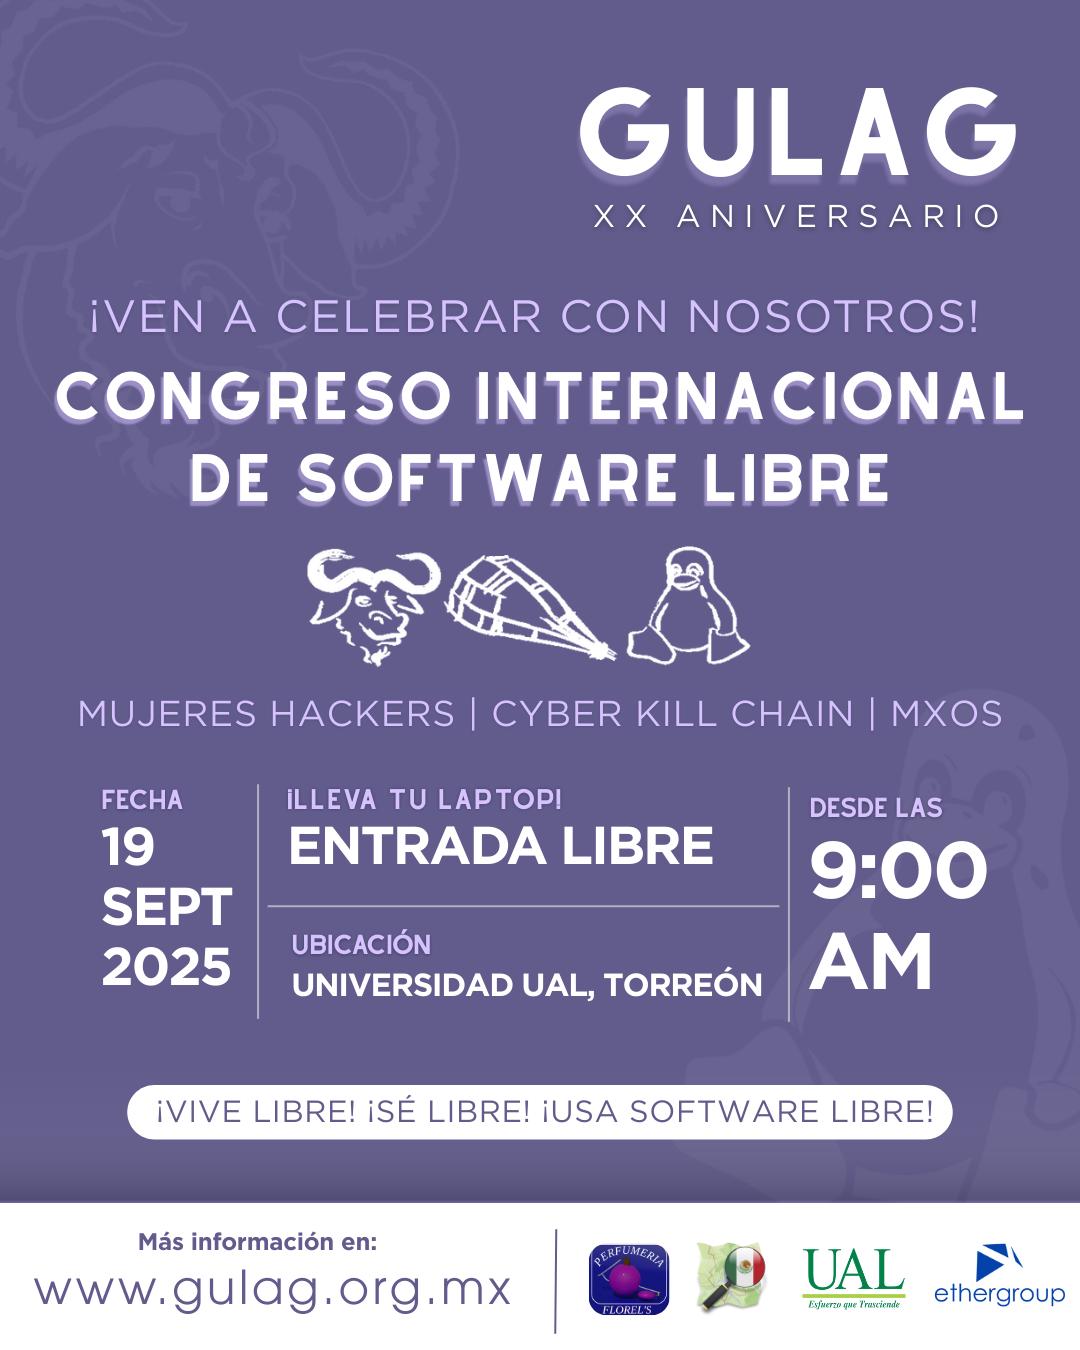 GULAG
XX ANIVERSARIO
¡VEN A CELEBRAR CON NOSOTROS!
CONGRESO INTERNACIONAL
DE SOFTWARE LIBRE
MUJERES HACKERS | CYBER KILL CHAIN | MXOS
FECHA
19
SEPT
2025
¡LLEVA TU LAPTOP!
ENTRADA LIBRE
UBICACIÓN
UNIVERSIDAD UAL, TORREÓN
DESDE LAS
9:00
AM
¡VIVE LIBRE! ¡SÉ LIBRE! ¡USA SOFTWARE LIBRE!
Más información en:
www.gulag.org.mx
PERFUMERIA
FLOREL'S
UAL
Esfuerzo que Trasciende
ethergroup